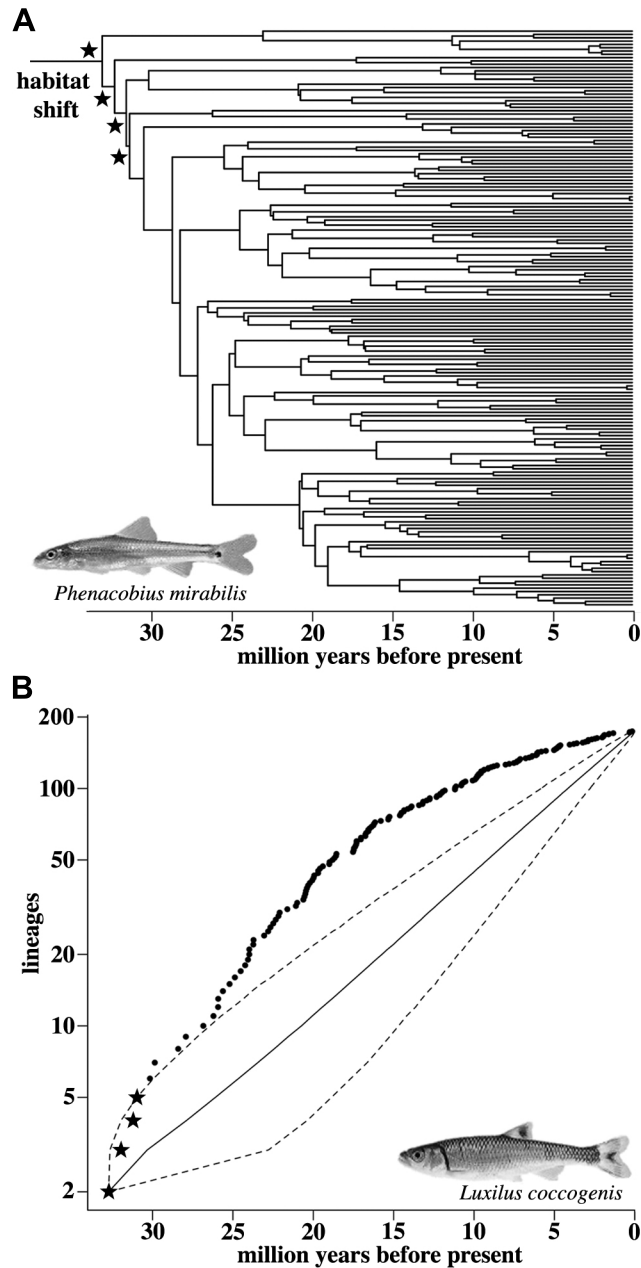 A
habitat
shift
Phenacobius mirabilis
30 25 20 15 10 5 0
million years before present
B
200
100
50
20
10
5
2
lineages
Luxilus coccogenis
30 25 20 15 10 5 0
million years before present